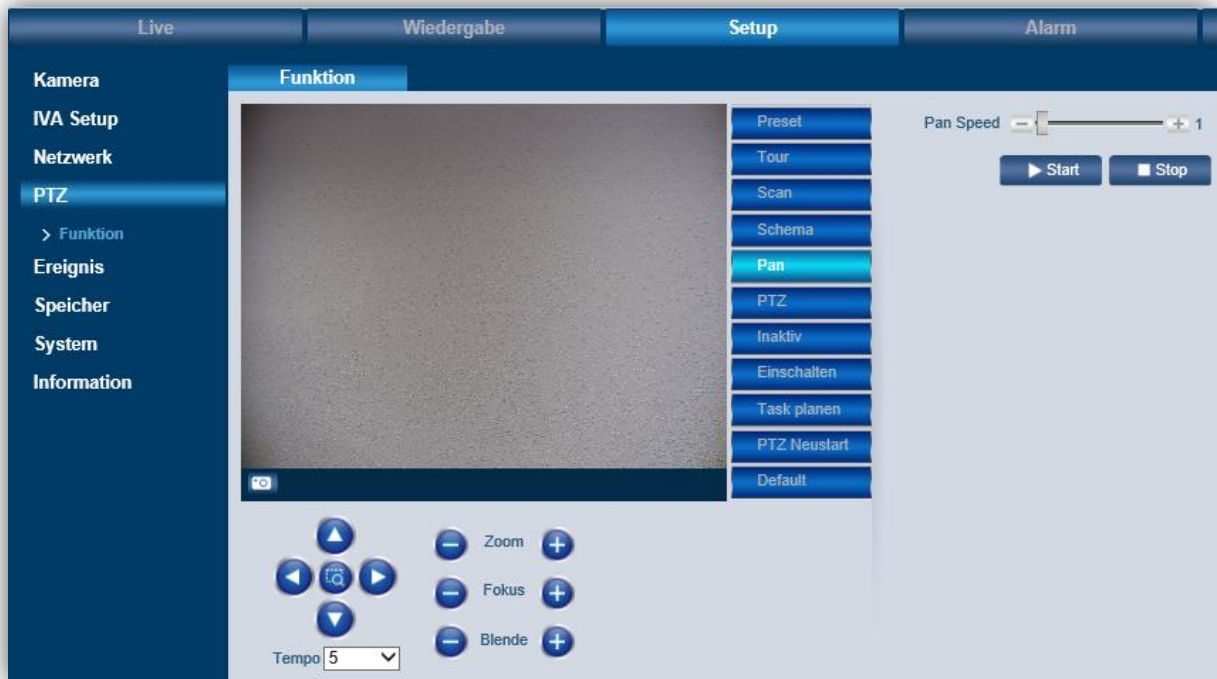 Live Wiedergabe Setup Alarm
Kamera
IVA Setup
Netzwerk
PTZ
Funktion
Ereignis
Speicher
System
Information
Funktion
Preset
Tour
Scan
Schema
Pan
PTZ
Inaktiv
Einschalten
Task planen
PTZ Neustart
Default
Pan Speed 1
Start Stop
Zoom
Fokus
Blende
Tempo 5